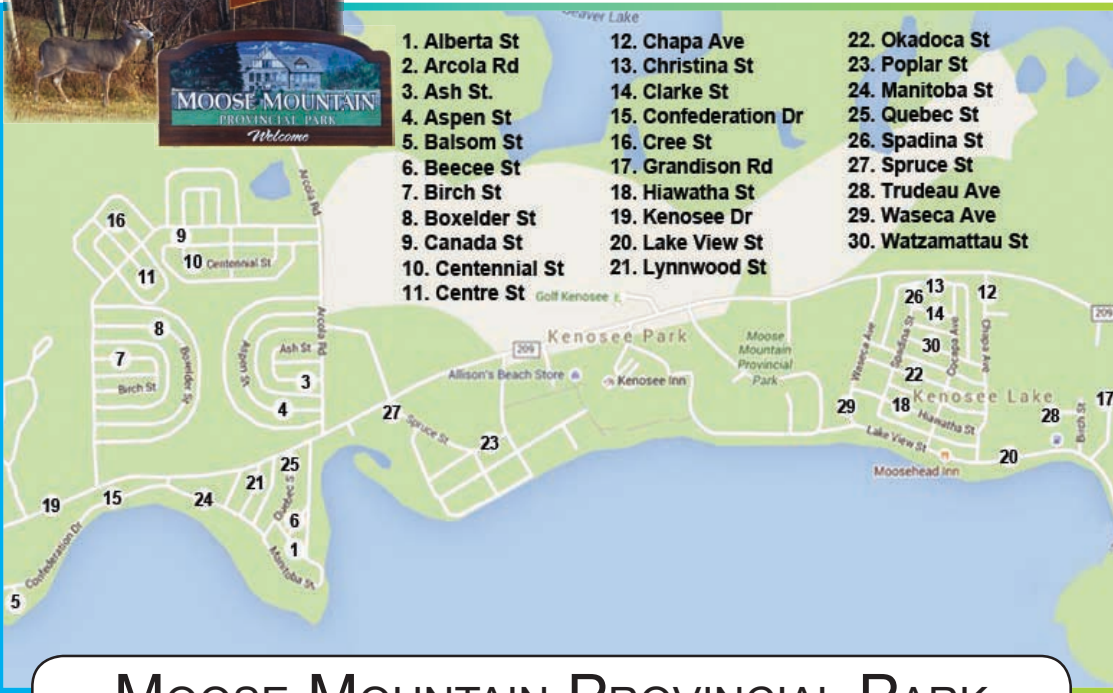 MOOSE MOUNTAIN
PROVINCIAL PARK
Welcome
Beaver Lake
1. Alberta St
2. Arcola Rd
3. Ash St.
4. Aspen St
5. Balsom St
6. Beecee St
7. Birch St
8. Boxelder St
9. Canada St
10. Centennial St
11. Centre St
12. Chapa Ave
13. Christina St
14. Clarke St
15. Confederation Dr
16. Cree St
17. Grandison Rd
18. Hiawatha St
19. Kenosee Dr
20. Lake View St
21. Lynnwood St
22. Okadoca St
23. Poplar St
24. Manitoba St
25. Quebec St
26. Spadina St
27. Spruce St
28. Trudeau Ave
29. Waseca Ave
30. Watzamattau St
Arcola Rd
16
9
10 Centennial St
11
Golf Kenosee
13
26
12
14
209
8
Arcola Rd
Kenosee Park
209
Moose
Mountain
Provincial
Park
Waseca Ave
Spadina St
30
Cocapa Ave
Chapa Ave
7
Boxelder St
Aspen St
Ash St
3
Allison's Beach Store
Kenosee Inn
22
Birch St
4
27
Spruce St
23
29
18
Kenosee Lake
Hiawatha St
28
Birch St
17
Lake View St
20
Moosehead Inn
25
21
Quebec S
24
19
15
6
1
Confederation Dr
Manitoba St
5
MOOSE MOUNTAIN PROVINCIAL PARK